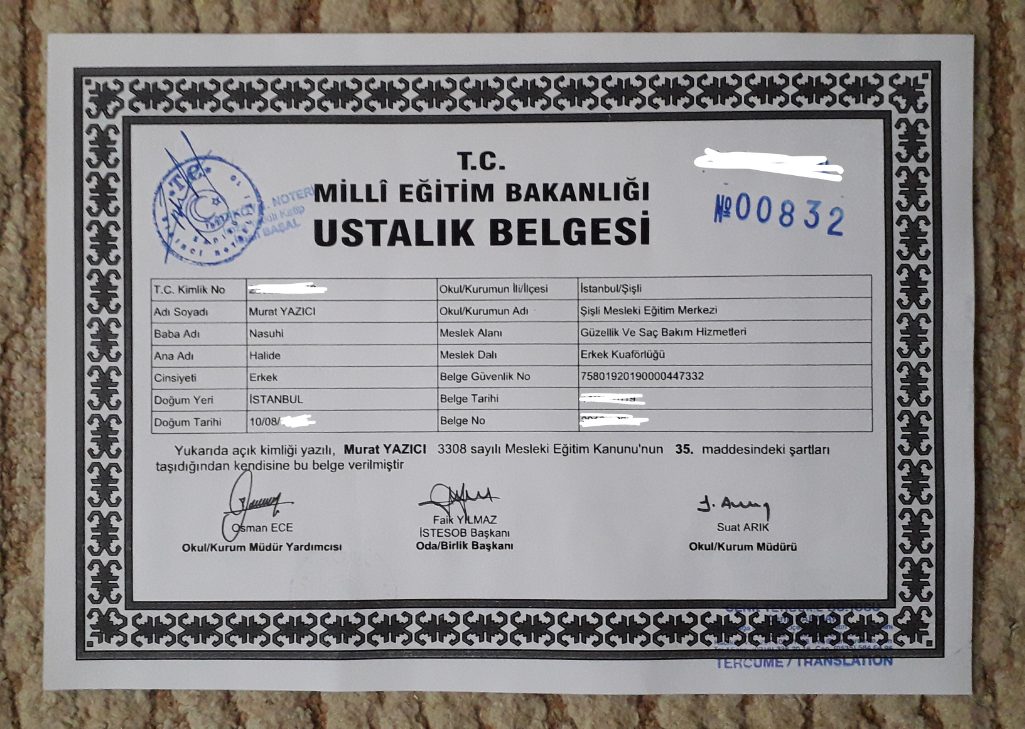 T.C.
MİLLÎ EĞİTİM BAKANLIĞI
USTALIK BELGESİ
№00832
T.C. NOTERİ
BAŞAL
T.C. Kimlik No
Okul/Kurumun İli/İlçesi İstanbul/Şişli
Adı Soyadı Murat YAZICI Okul/Kurumun Adı Şişli Mesleki Eğitim Merkezi
Baba Adı Nasuhi Meslek Alanı Güzellik Ve Saç Bakım Hizmetleri
Ana Adı Halide Meslek Dalı Erkek Kuaförlüğü
Cinsiyeti Erkek Belge Güvenlik No 75801920190000447332
Doğum Yeri İSTANBUL Belge Tarihi
Doğum Tarihi 10/08/ Belge No
Yukarıda açık kimliği yazılı, Murat YAZICI 3308 sayılı Mesleki Eğitim Kanunu'nun 35. maddesindeki şartları
taşıdığından kendisine bu belge verilmiştir
Osman ECE
Okul/Kurum Müdür Yardımcısı
Faik YILMAZ
İSTESOB Başkanı
Oda/Birlik Başkanı
Suat ARIK
Okul/Kurum Müdürü
TERCÜME / TRANSLATION